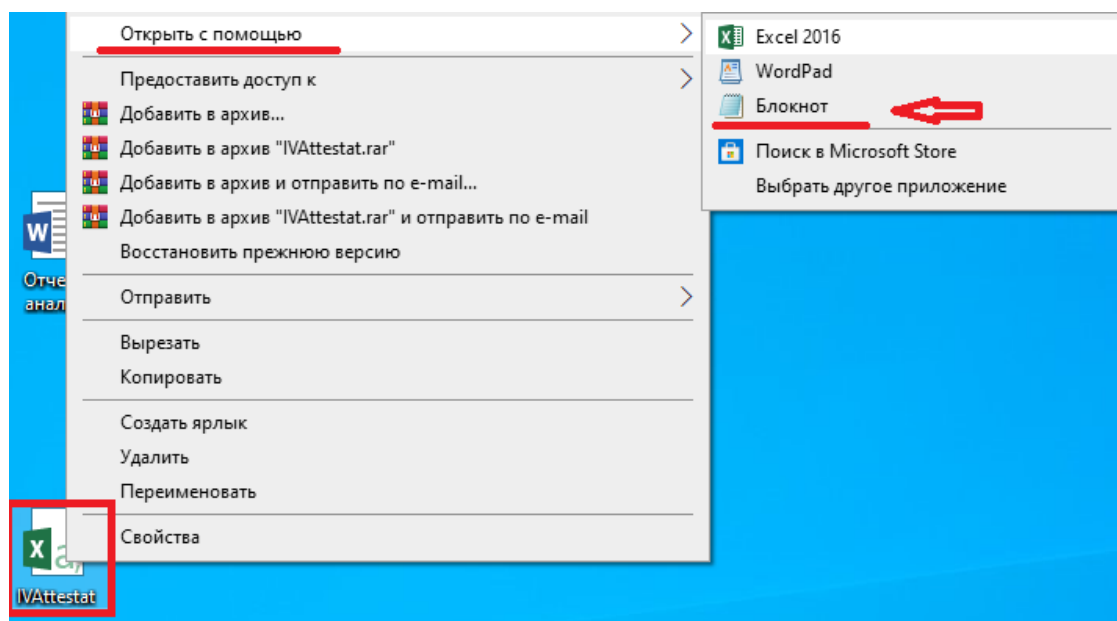 Открыть с помощью
Предоставить доступ к
Добавить в архив...
Добавить в архив "IVAttestat.rar"
Добавить в архив и отправить по e-mail...
Добавить в архив "IVAttestat.rar" и отправить по e-mail
Восстановить прежнюю версию
Отправить
Вырезать
Копировать
Создать ярлык
Удалить
Переименовать
Свойства
Excel 2016
WordPad
Блокнот
Поиск в Microsoft Store
Выбрать другое приложение
Отче
анал
IVAttestat